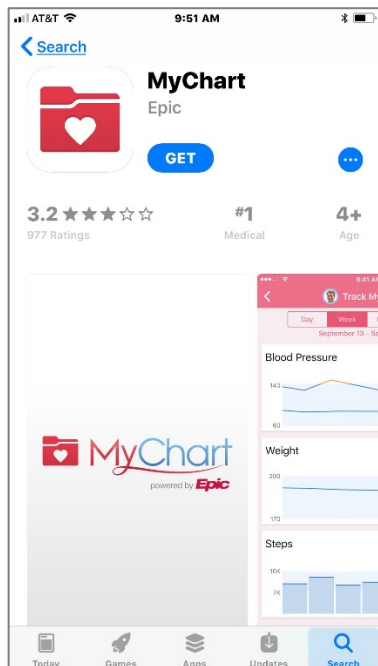 AT&T 9:51 AM
Search
MyChart
Epic
GET
3.2 #1 4+
977 Ratings Medical Age
9:41 AM
Track My
Day Week
September 13 - Se
Blood Pressure
140
60
Weight
200
170
Steps
10K
7K
MyChart
powered by Epic
Today Games Apps Updates Search